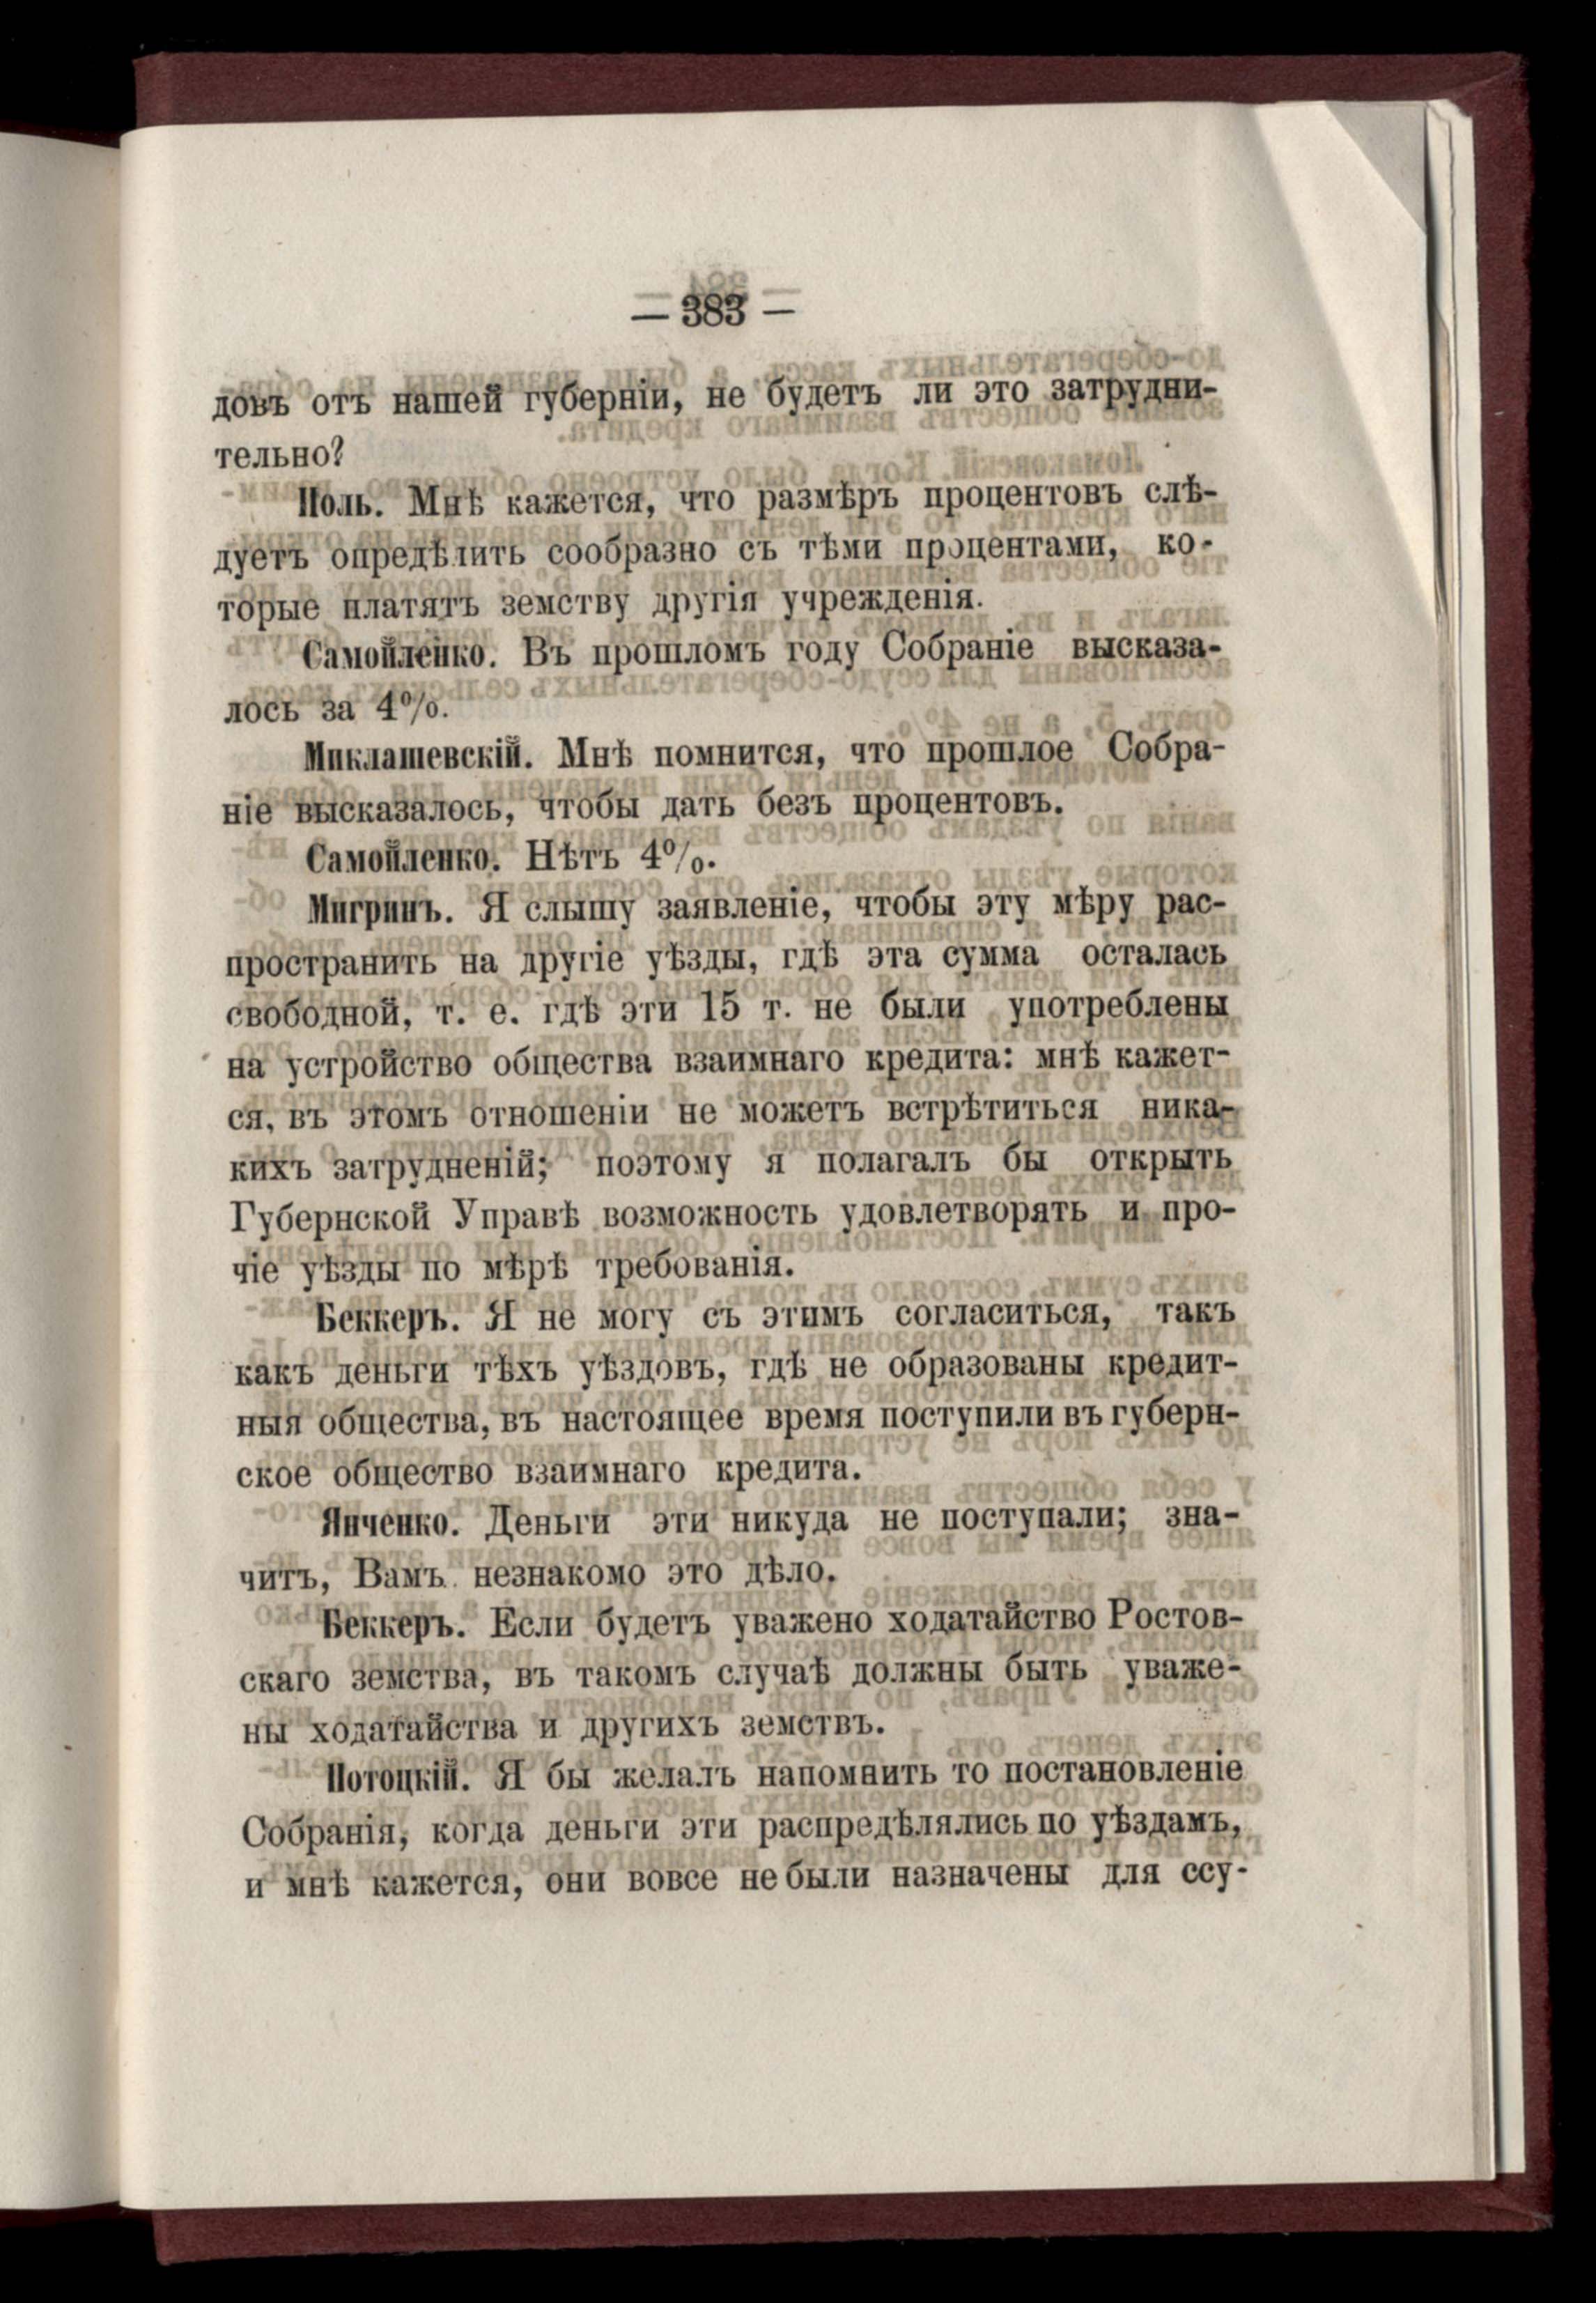 — 383 —
довъ отъ нашей губерніи, не будетъ ли это затрудни-
тельно?
Поль. Мнѣ кажется, что размѣръ процентовъ слѣ-
дуетъ опредѣлить сообразно съ тѣми процентами, ко-
торые платятъ земству другія учрежденія.
Самойленко. Въ прошломъ году Собраніе высказа-
лось за 4%.
Миклашевскій. Мнѣ помнится, что прошлое Собра-
ніе высказалось, чтобы дать безъ процентовъ.
Самойленко. Нѣтъ 4%.
Мигринъ. Я слышу заявленіе, чтобы эту мѣру рас-
пространить на другіе уѣзды, гдѣ эта сумма осталась
свободной, т. е. гдѣ эти 15 т. не были употреблены
на устройство общества взаимнаго кредита: мнѣ кажет-
ся, въ этомъ отношеніи не можетъ встрѣтиться ника-
кихъ затрудненій; поэтому я полагалъ бы открыть
Губернской Управѣ возможность удовлетворять и про-
чіе уѣзды по мѣрѣ требованія.
Беккеръ. Я не могу съ этимъ согласиться, такъ
какъ деньги тѣхъ уѣздовъ, гдѣ не образованы кредит-
ныя общества, въ настоящее время поступили въ губерн-
ское общество взаимнаго кредита.
Янченко. Деньги эти никуда не поступали; зна-
читъ, Вамъ незнакомо это дѣло.
Беккеръ. Если будетъ уважено ходатайство Ростов-
скаго земства, въ такомъ случаѣ должны быть уваже-
ны ходатайства и другихъ земствъ.
Потоцкій. Я бы желалъ напомнить то постановленіе
Собранія, когда деньги эти распредѣлялись по уѣздамъ,
и мнѣ кажется, они вовсе не были назначены для ссу-